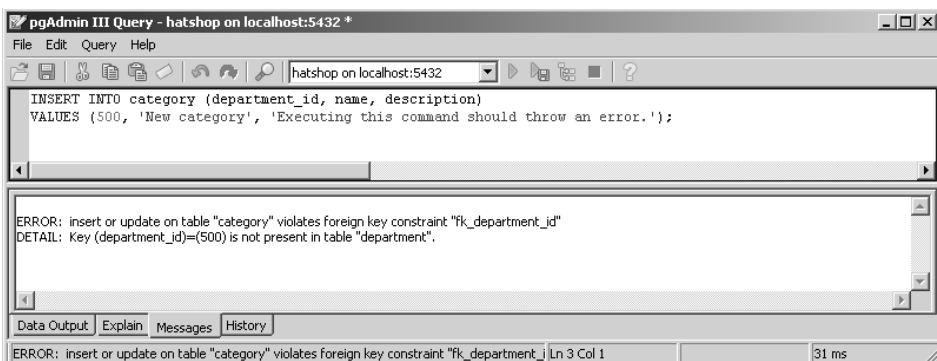 pgAdmin III Query - hatshop on localhost:5432 *
File Edit Query Help
hatshop on localhost:5432
INSERT INTO category (department_id, name, description)
VALUES (500, 'New category', 'Executing this command should throw an error.');
ERROR: insert or update on table "category" violates foreign key constraint "fk_department_id"
DETAIL: Key (department_id)=(500) is not present in table "department".
Data Output Explain Messages History
ERROR: insert or update on table "category" violates foreign key constraint "fk_department_i Ln 3 Col 1 31 ms